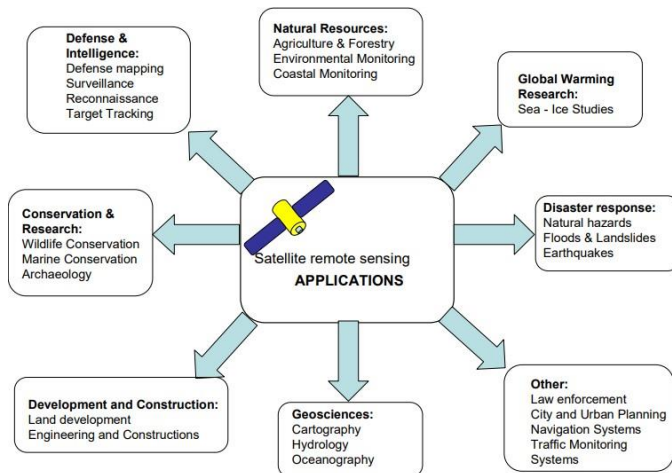 Defense &
Intelligence:
Defense mapping
Surveillance
Reconnaissance
Target Tracking
Natural Resources:
Agriculture & Forestry
Environmental Monitoring
Coastal Monitoring
Global Warming
Research:
Sea - Ice Studies
Conservation &
Research:
Wildlife Conservation
Marine Conservation
Archaeology
Satellite remote sensing
APPLICATIONS
Disaster response:
Natural hazards
Floods & Landslides
Earthquakes
Development and Construction:
Land development
Engineering and Constructions
Geosciences:
Cartography
Hydrology
Oceanography
Other:
Law enforcement
City and Urban Planning
Navigation Systems
Traffic Monitoring
Systems